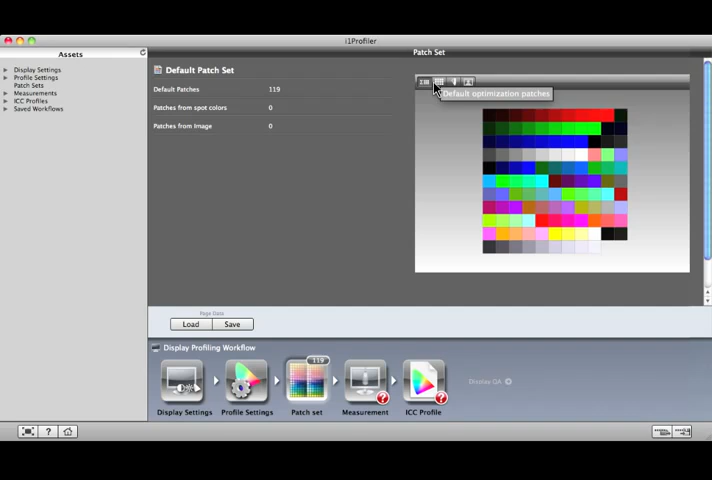 i1Profiler
Assets
Patch Set
Display Settings
Profile Settings
Patch Sets
Measurements
ICC Profiles
Saved Workflows
Default Patch Set
Default Patches 119
Patches from spot colors 0
Patches from Image 0
Default optimization patches
Page Data
Load
Save
Display Profiling Workflow
119
Display Settings
Profile Settings
Patch set
Measurement
ICC Profile
Display QA